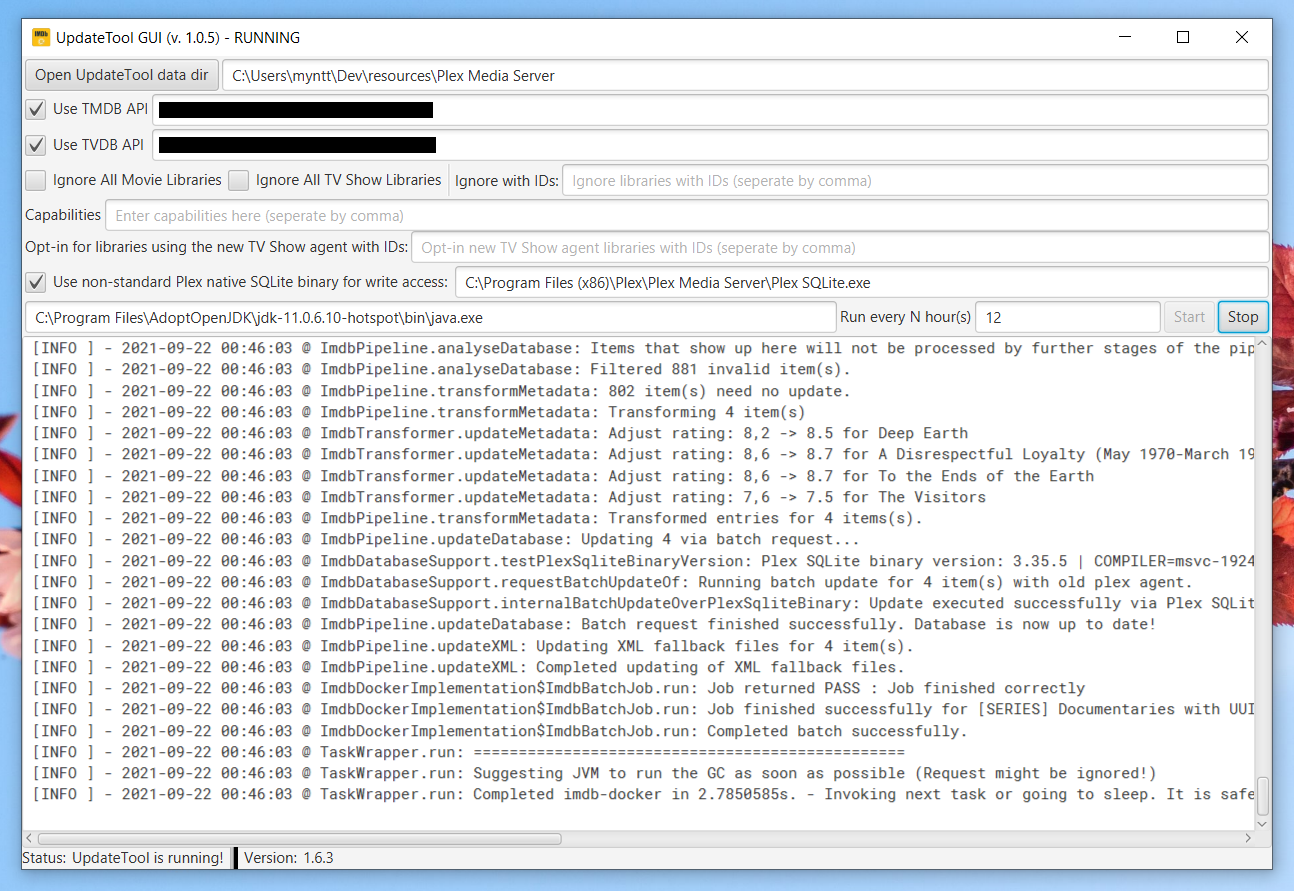 UpdateTool GUI (v. 1.0.5) - RUNNING
Open UpdateTool data dir C:\Users\myntt\Dev\resources\Plex Media Server
Use TMDB API
Use TVDB API
Ignore All Movie Libraries Ignore All TV Show Libraries Ignore with IDs: Ignore libraries with IDs (seperate by comma)
Capabilities Enter capabilities here (seperate by comma)
Opt-in for libraries using the new TV Show agent with IDs: Opt-in new TV Show agent libraries with IDs (seperate by comma)
Use non-standard Plex native SQLite binary for write access: C:\Program Files (x86)\Plex\Plex Media Server\Plex SQLite.exe
C:\Program Files\AdoptOpenJDK\jdk-11.0.6.10-hotspot\bin\java.exe Run every N hour(s) 12 Start Stop
[INFO ] - 2021-09-22 00:46:03 @ ImdbPipeline.analyseDatabase: Items that show up here will not be processed by further stages of the pip
[INFO ] - 2021-09-22 00:46:03 @ ImdbPipeline.analyseDatabase: Filtered 881 invalid item(s).
[INFO ] - 2021-09-22 00:46:03 @ ImdbPipeline.transformMetadata: 802 item(s) need no update.
[INFO ] - 2021-09-22 00:46:03 @ ImdbPipeline.transformMetadata: Transforming 4 item(s)
[INFO ] - 2021-09-22 00:46:03 @ ImdbTransformer.updateMetadata: Adjust rating: 8,2 -> 8.5 for Deep Earth
[INFO ] - 2021-09-22 00:46:03 @ ImdbTransformer.updateMetadata: Adjust rating: 8,6 -> 8.7 for A Disrespectful Loyalty (May 1970-March 19
[INFO ] - 2021-09-22 00:46:03 @ ImdbTransformer.updateMetadata: Adjust rating: 8,6 -> 8.7 for To the Ends of the Earth
[INFO ] - 2021-09-22 00:46:03 @ ImdbTransformer.updateMetadata: Adjust rating: 7,6 -> 7.5 for The Visitors
[INFO ] - 2021-09-22 00:46:03 @ ImdbPipeline.transformMetadata: Transformed entries for 4 items(s).
[INFO ] - 2021-09-22 00:46:03 @ ImdbPipeline.updateDatabase: Updating 4 via batch request...
[INFO ] - 2021-09-22 00:46:03 @ ImdbDatabaseSupport.testPlexSqliteBinaryVersion: Plex SQLite binary version: 3.35.5 | COMPILER=msvc-1924
[INFO ] - 2021-09-22 00:46:03 @ ImdbDatabaseSupport.requestBatchUpdateOf: Running batch update for 4 item(s) with old plex agent.
[INFO ] - 2021-09-22 00:46:03 @ ImdbDatabaseSupport.internalBatchUpdateOverPlexSqliteBinary: Update executed successfully via Plex SQLit
[INFO ] - 2021-09-22 00:46:03 @ ImdbPipeline.updateDatabase: Batch request finished successfully. Database is now up to date!
[INFO ] - 2021-09-22 00:46:03 @ ImdbPipeline.updateXML: Updating XML fallback files for 4 item(s).
[INFO ] - 2021-09-22 00:46:03 @ ImdbPipeline.updateXML: Completed updating of XML fallback files.
[INFO ] - 2021-09-22 00:46:03 @ ImdbDockerImplementation$ImdbBatchJob.run: Job returned PASS : Job finished correctly
[INFO ] - 2021-09-22 00:46:03 @ ImdbDockerImplementation$ImdbBatchJob.run: Job finished successfully for [SERIES] Documentaries with UUI
[INFO ] - 2021-09-22 00:46:03 @ ImdbDockerImplementation$ImdbBatchJob.run: Completed batch successfully.
[INFO ] - 2021-09-22 00:46:03 @ TaskWrapper.run: ================================================
[INFO ] - 2021-09-22 00:46:03 @ TaskWrapper.run: Suggesting JVM to run the GC as soon as possible (Request might be ignored!)
[INFO ] - 2021-09-22 00:46:03 @ TaskWrapper.run: Completed imdb-docker in 2.7850585s. - Invoking next task or going to sleep. It is safe
Status: UpdateTool is running! Version: 1.6.3